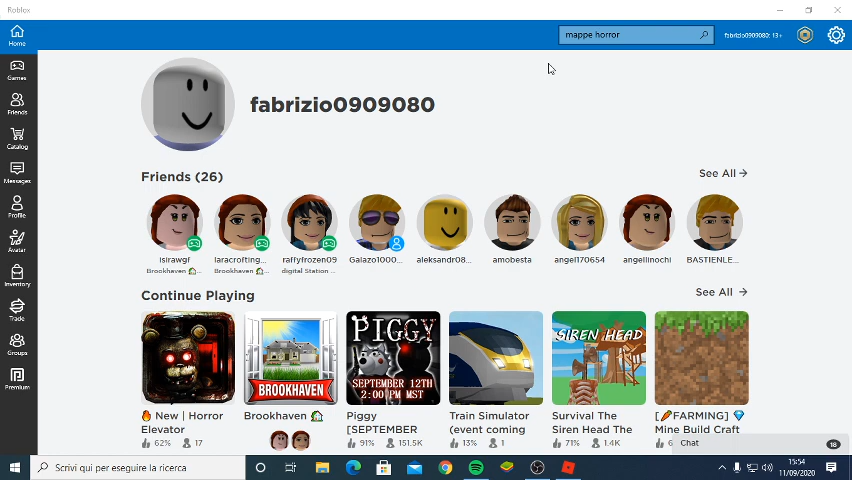 Roblox
Home
mappe horror
fabrizio0909080: 13+
Games
Friends
Catalog
Messages
Profile
Avatar
Inventory
Trade
Groups
Premium
fabrizio0909080
Friends (26)
See All →
isirawgf
laracrofting...
raffyfrozen09
Galazo1000...
aleksandr08...
amobesta
angel170654
angellinochi
BASTIENLE...
Brookhaven 🏠...
Brookhaven 🏠...
digital Station ...
Continue Playing
See All →
PIGGY
SEPTEMBER 12TH
2:00 PM MST
SIREN HEAD
BROOKHAVEN
🔥 New | Horror
Elevator
62% 17
Brookhaven 🏠
Piggy
[SEPTEMBER
91% 151.5K
Train Simulator
(event coming
13% 1
Survival The
Siren Head The
71% 1.4K
[🥕FARMING] 💎
Mine Build Craft
6
Chat
18
Scrivi qui per eseguire la ricerca
15:54
11/09/2020